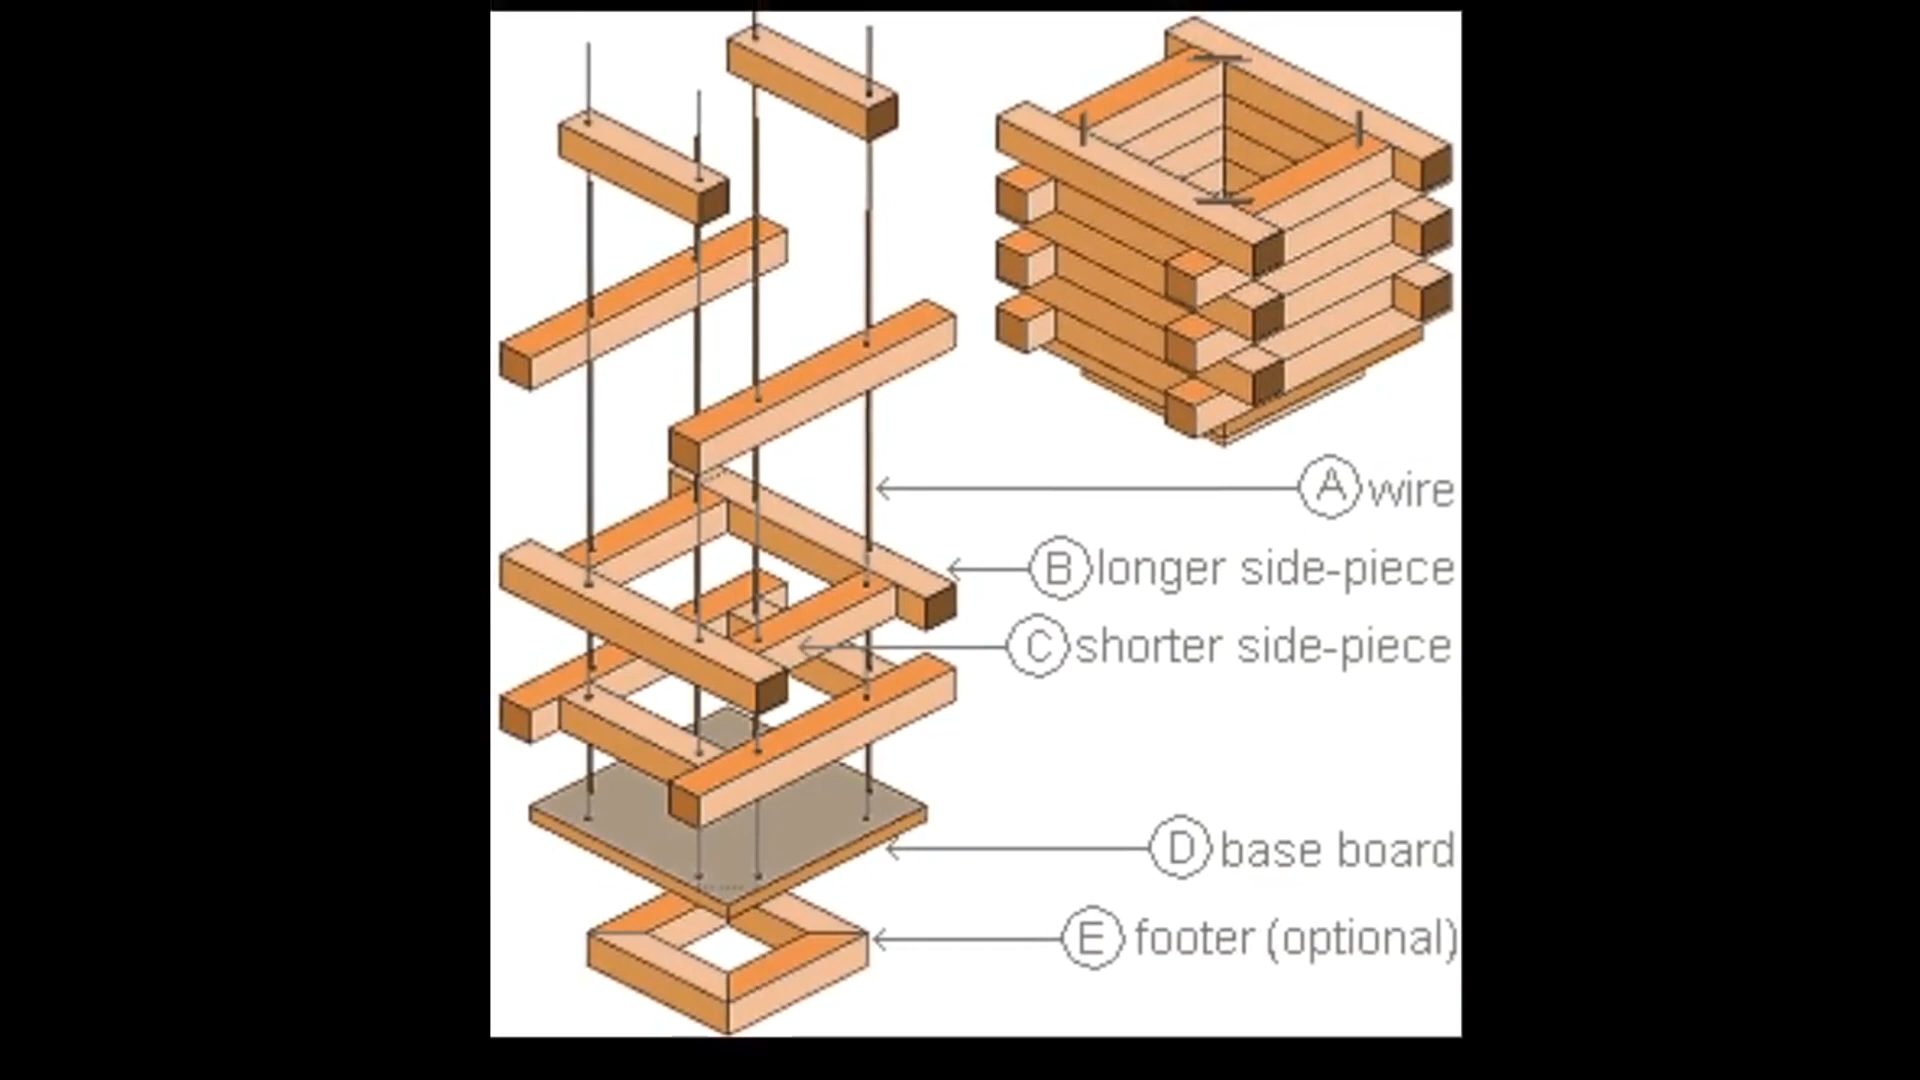 A wire
B longer side-piece
C shorter side-piece
D base board
E footer (optional)